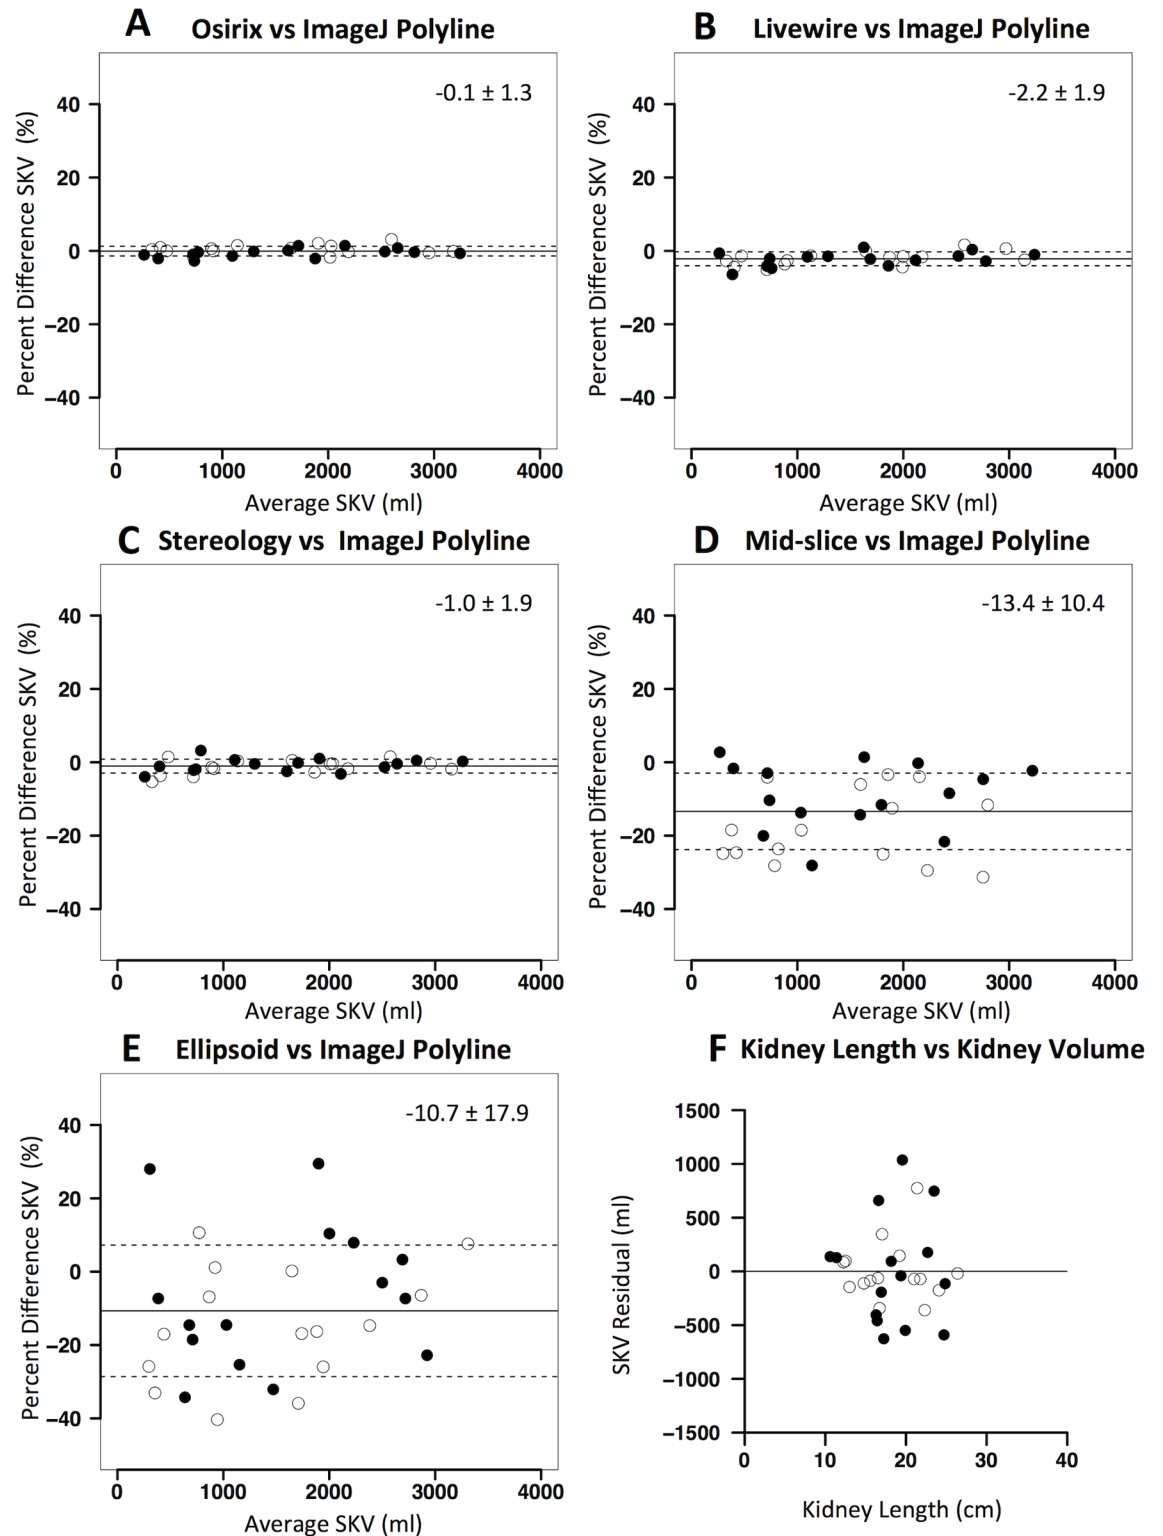 A Osirix vs ImageJ Polyline
-0.1 ± 1.3
Percent Difference SKV (%)
40
20
0
−20
−40
0 1000 2000 3000 4000
Average SKV (ml)
B Livewire vs ImageJ Polyline
-2.2 ± 1.9
Percent Difference SKV (%)
40
20
0
−20
−40
0 1000 2000 3000 4000
Average SKV (ml)
C Stereology vs ImageJ Polyline
-1.0 ± 1.9
Percent Difference SKV (%)
40
20
0
−20
−40
0 1000 2000 3000 4000
Average SKV (ml)
D Mid-slice vs ImageJ Polyline
-13.4 ± 10.4
Percent Difference SKV (%)
40
20
0
−20
−40
0 1000 2000 3000 4000
Average SKV (ml)
E Ellipsoid vs ImageJ Polyline
-10.7 ± 17.9
Percent Difference SKV (%)
40
20
0
−20
−40
0 1000 2000 3000 4000
Average SKV (ml)
F Kidney Length vs Kidney Volume
SKV Residual (ml)
1500
1000
500
0
−500
−1000
−1500
0 10 20 30 40
Kidney Length (cm)